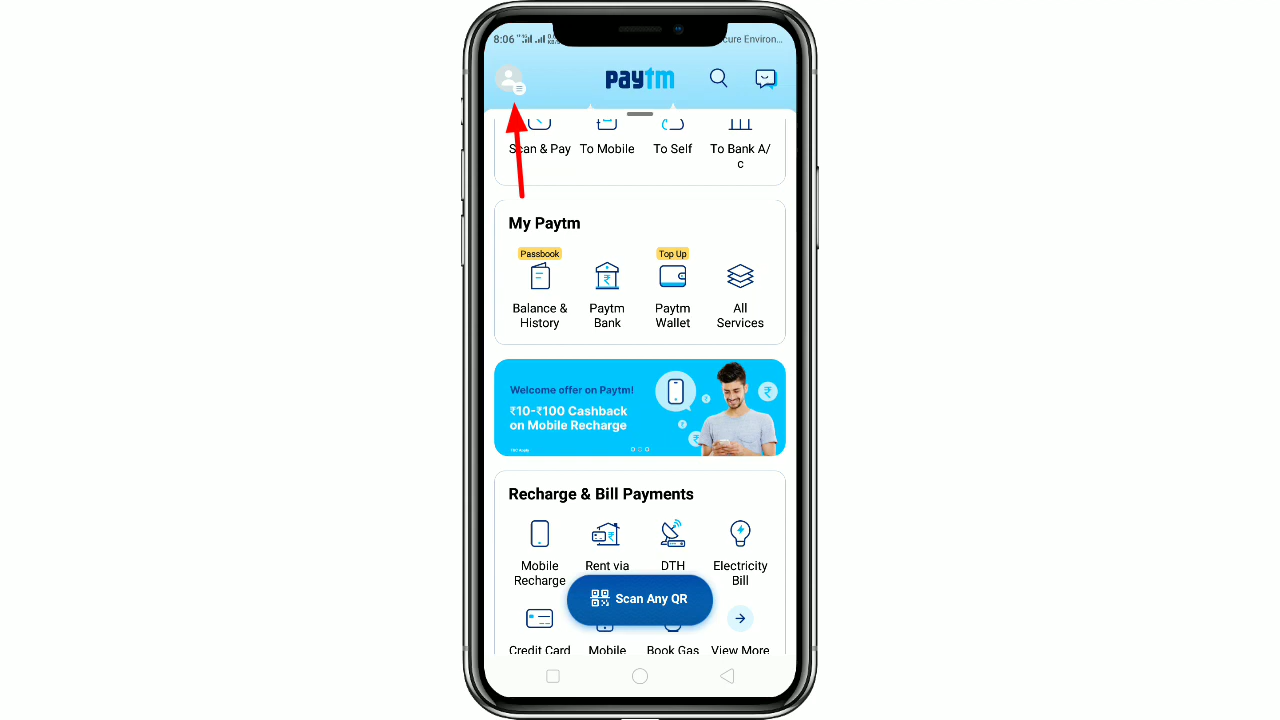 8:06
cure Environ...
paytm
Scan & Pay
To Mobile
To Self
To Bank A/
c
My Paytm
Passbook
Top Up
Balance &
History
Paytm
Bank
Paytm
Wallet
All
Services
Welcome offer on Paytm!
₹10-₹100 Cashback
on Mobile Recharge
Recharge & Bill Payments
Mobile
Recharge
Rent via
DTH
Electricity
Bill
Scan Any QR
Credit Card
Mobile
Book Gas
View More